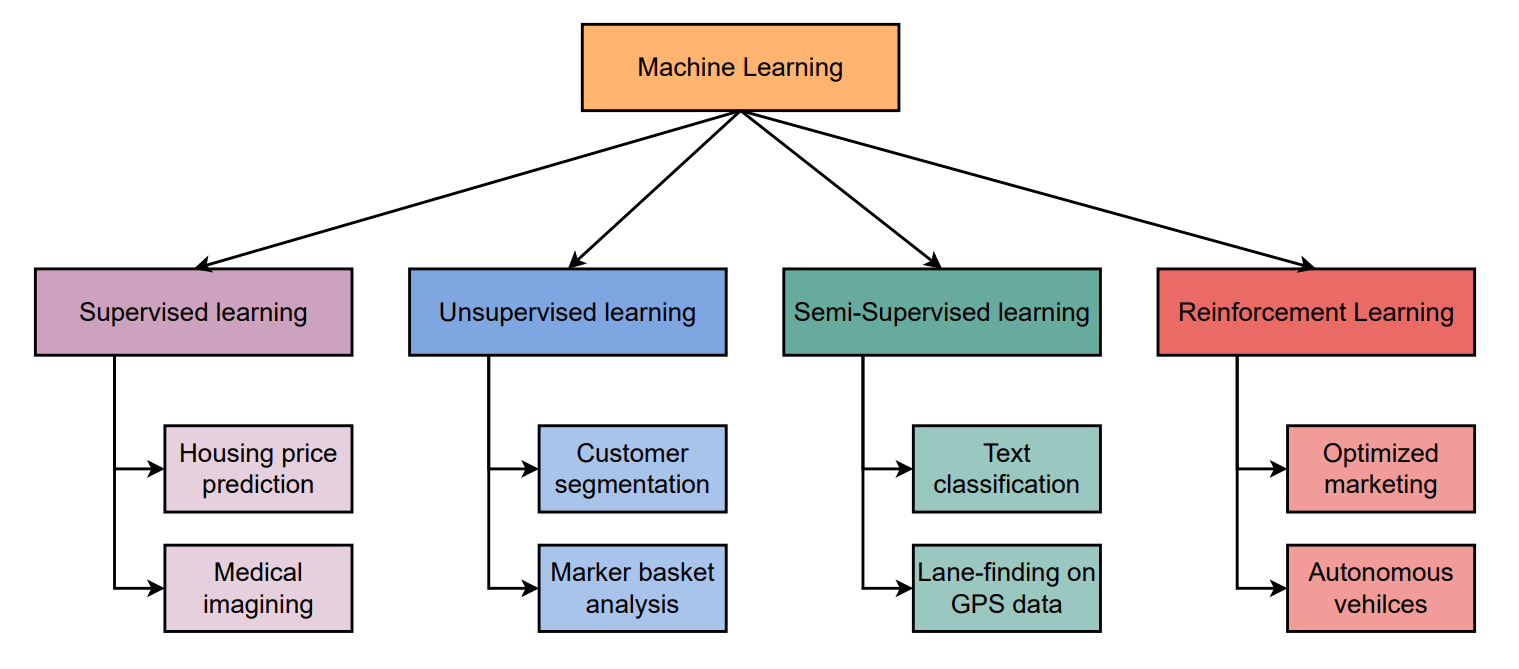 Machine Learning
Supervised learning
Unsupervised learning
Semi-Supervised learning
Reinforcement Learning
Housing price
prediction
Customer
segmentation
Text
classification
Optimized
marketing
Medical
imagining
Marker basket
analysis
Lane-finding on
GPS data
Autonomous
vehilces